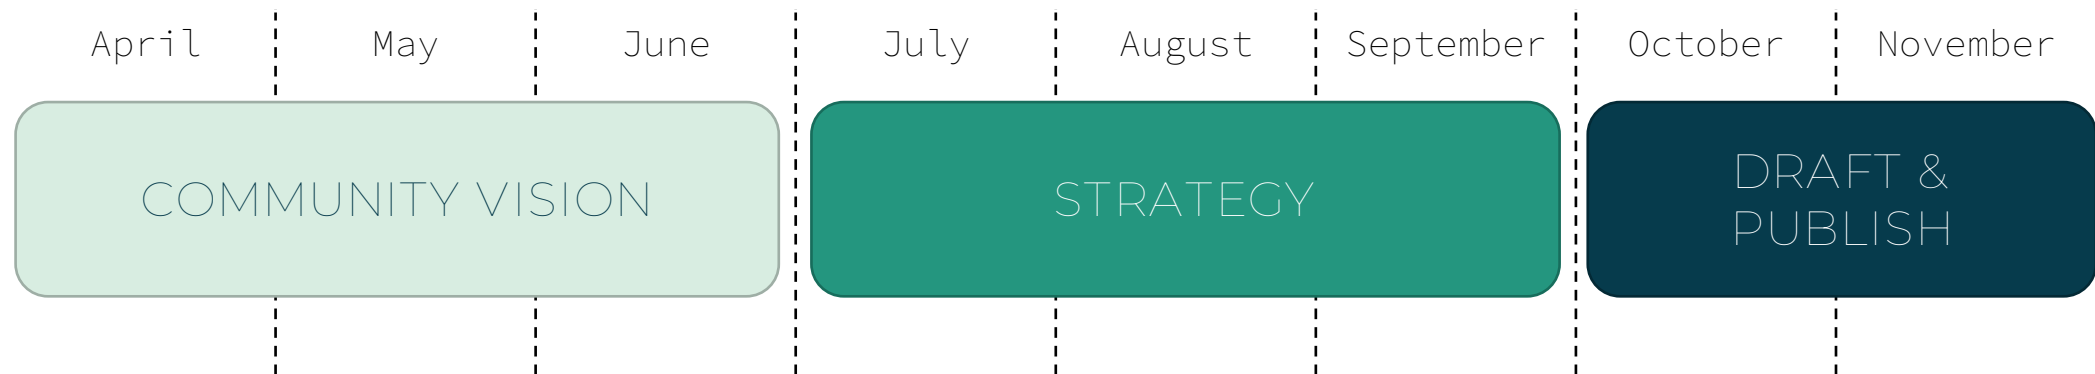 April May June July August September October November
COMMUNITY VISION
STRATEGY
DRAFT &
PUBLISH